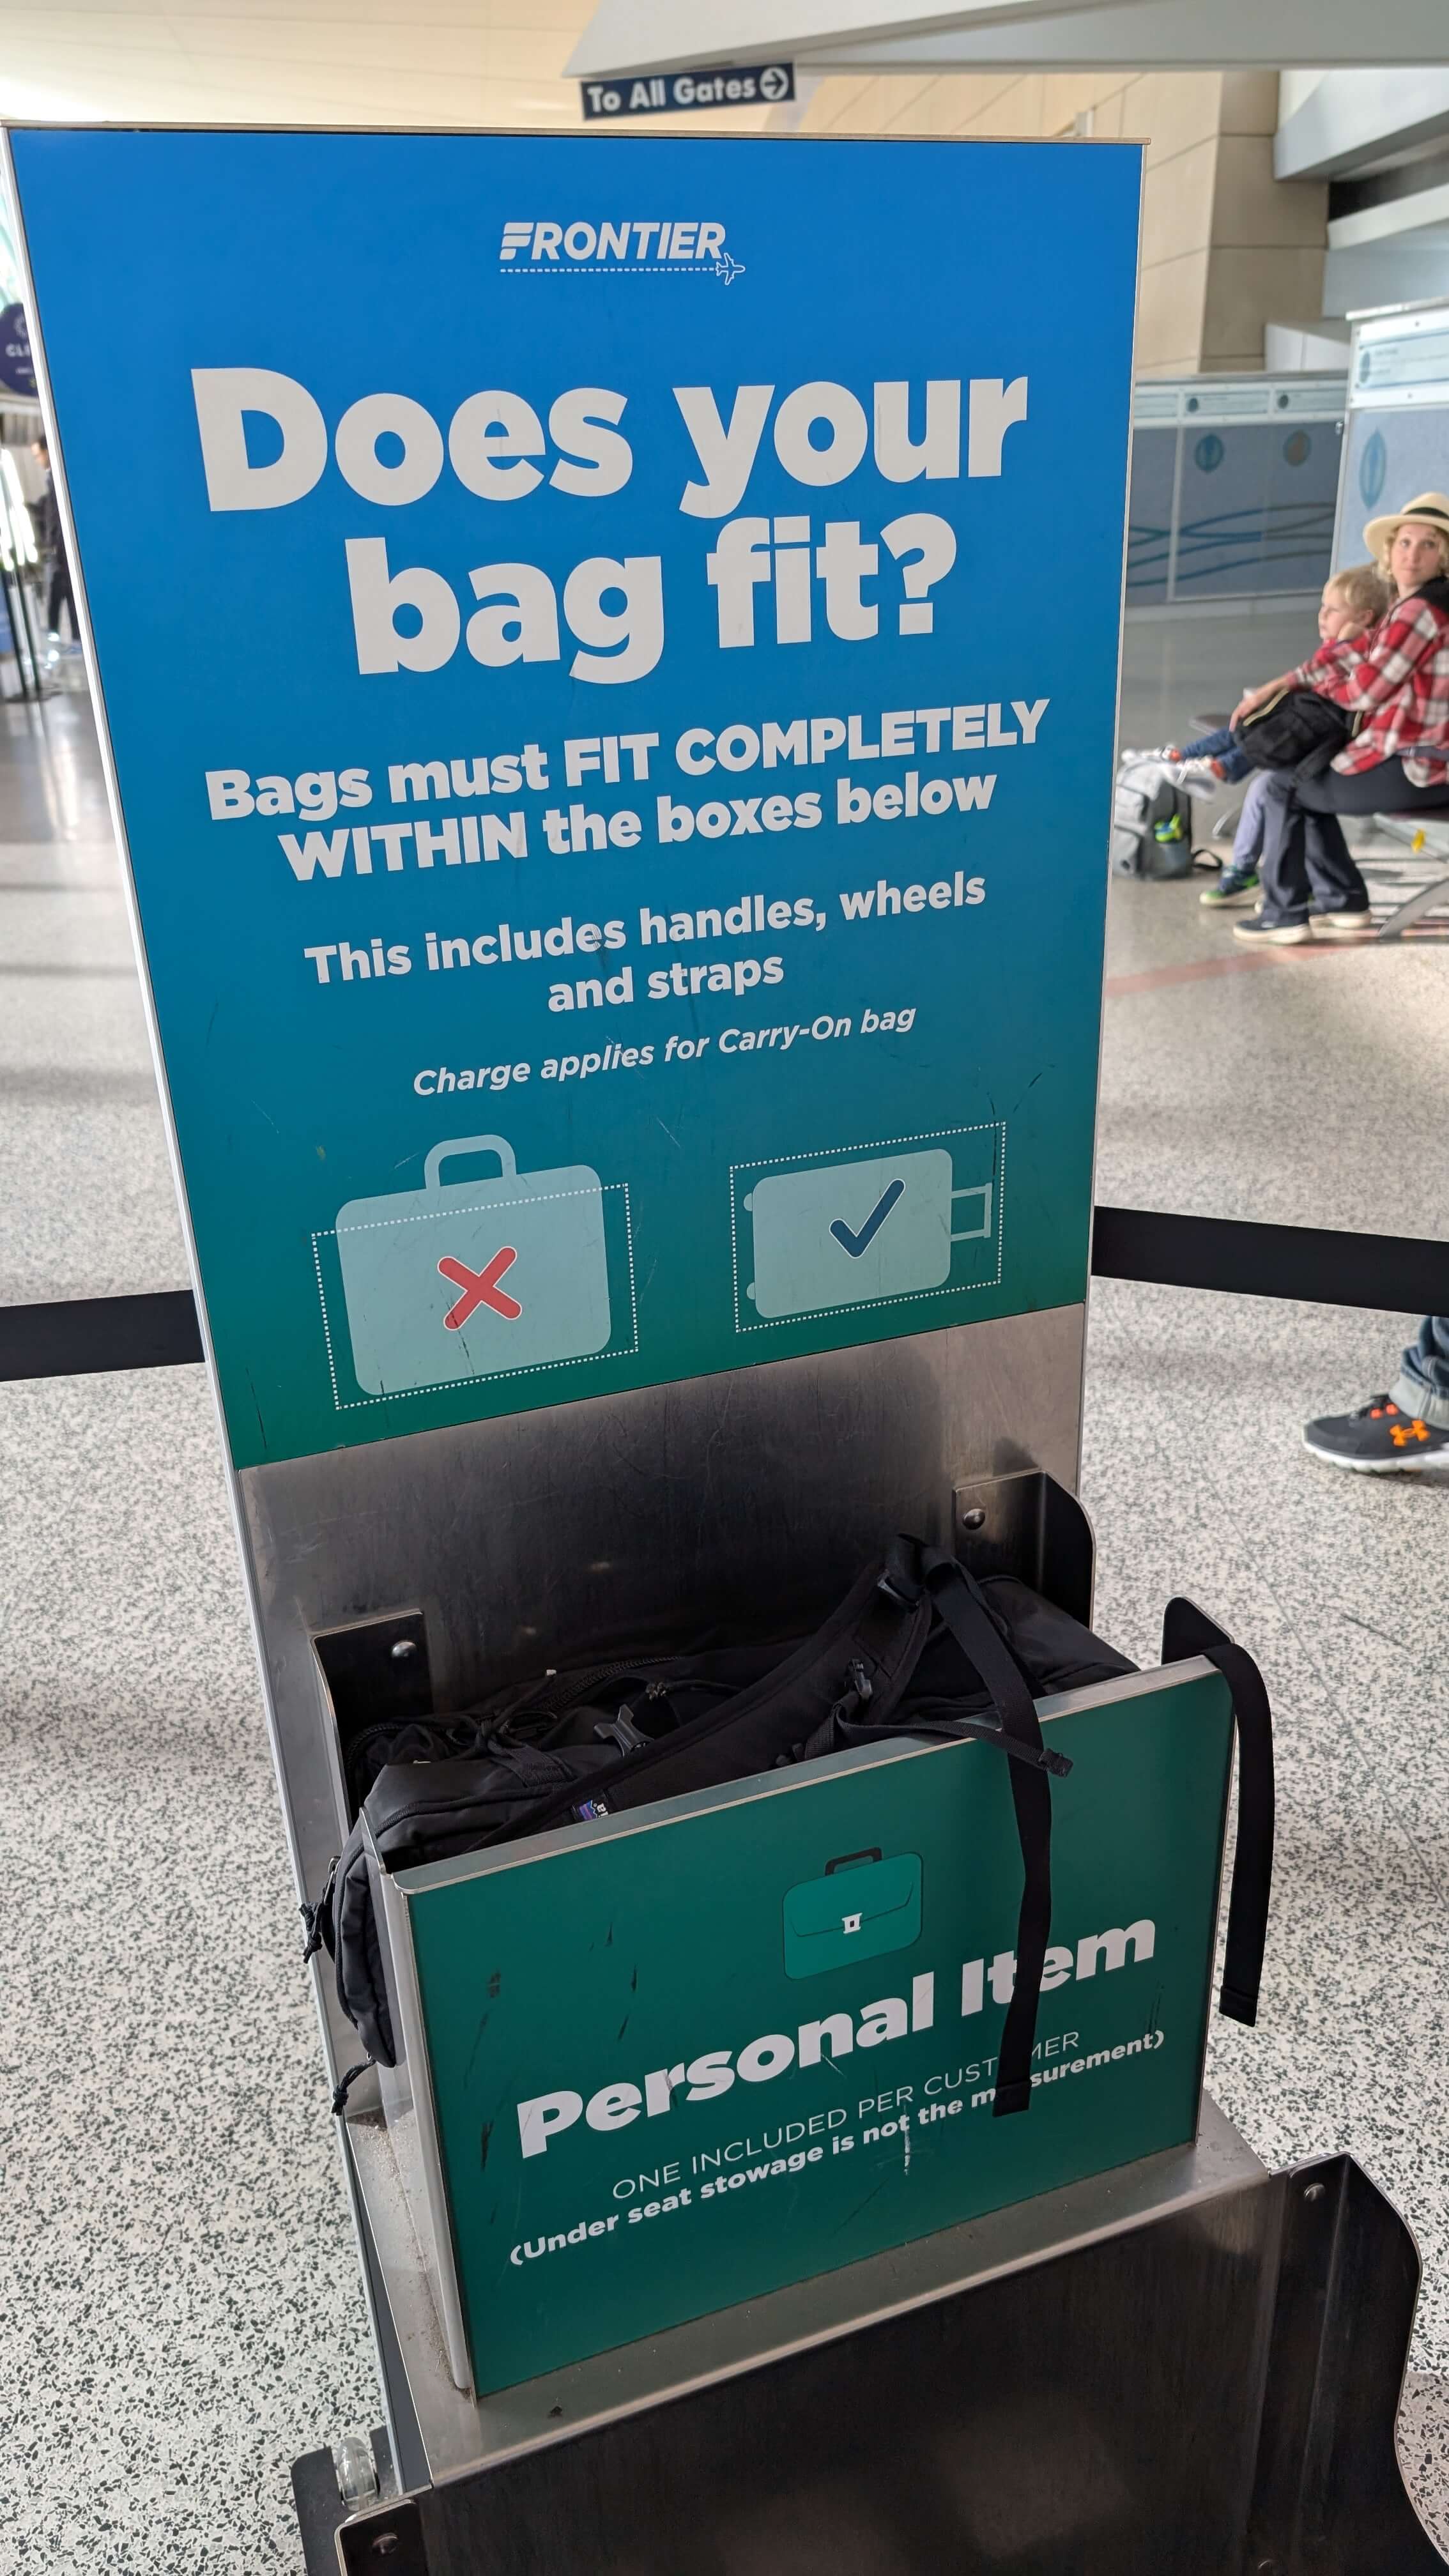 To All Gates
FRONTIER
Does your
bag fit?
Bags must FIT COMPLETELY
WITHIN the boxes below
This includes handles, wheels
and straps
Charge applies for Carry-On bag
Personal Item
ONE INCLUDED PER
(Under seat stowage is not the